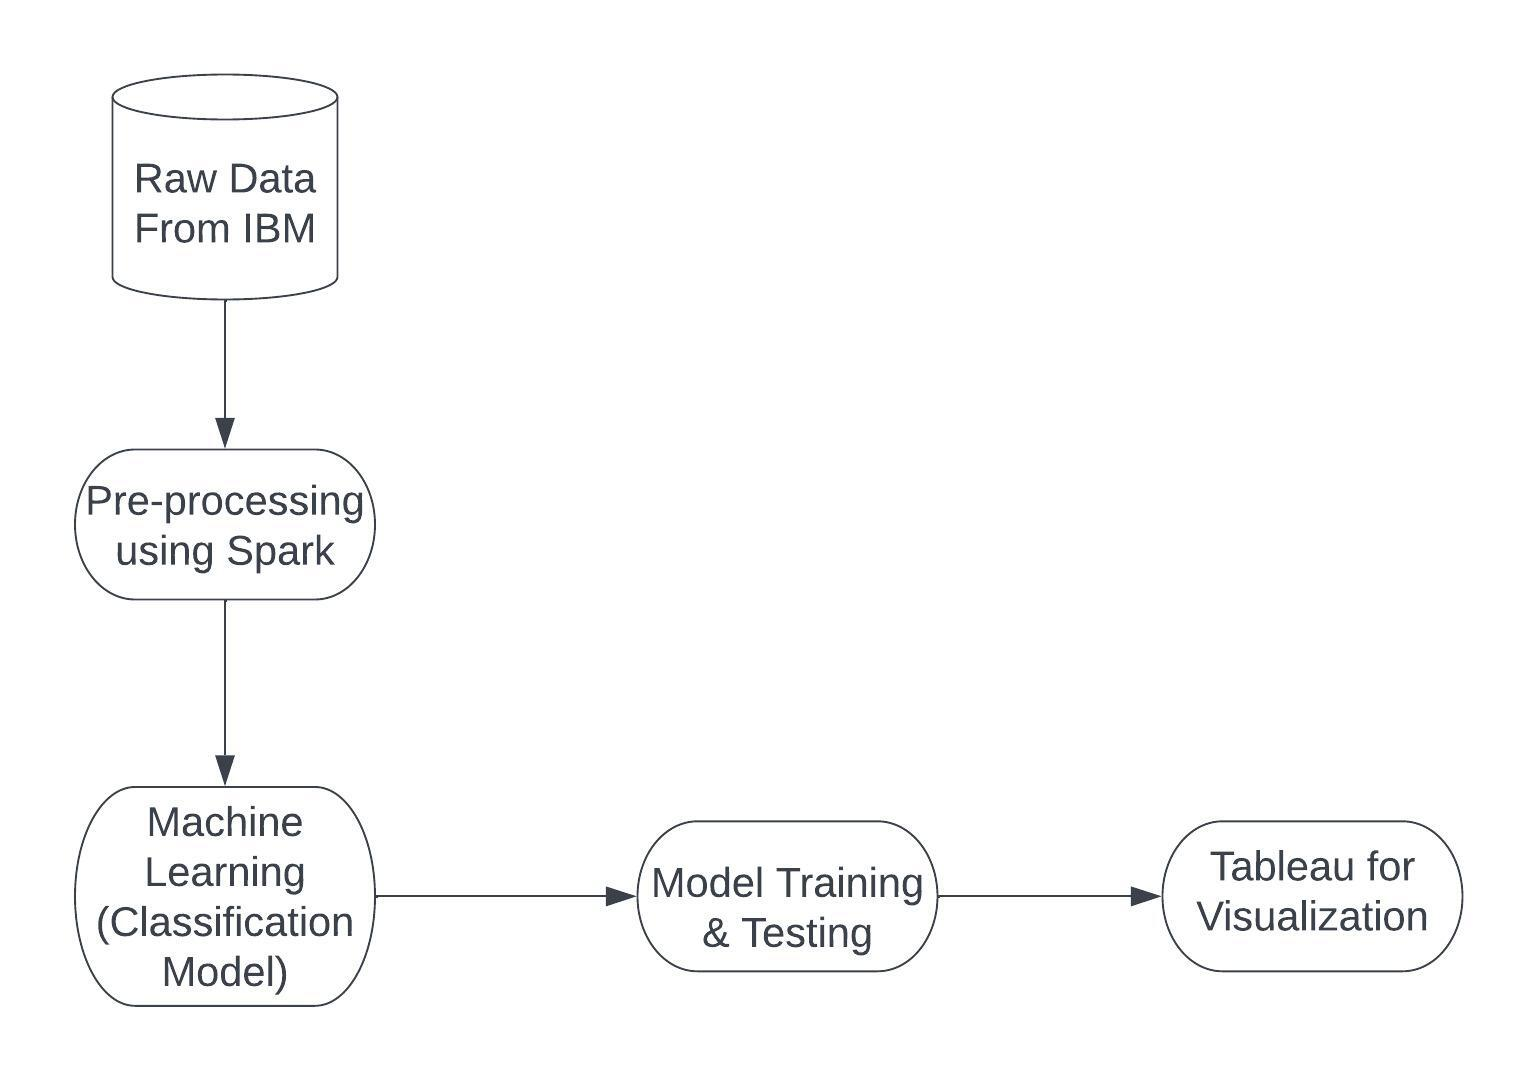 Raw Data
From IBM
Pre-processing
using Spark
Machine
Learning
(Classification
Model)
Model Training
& Testing
Tableau for
Visualization